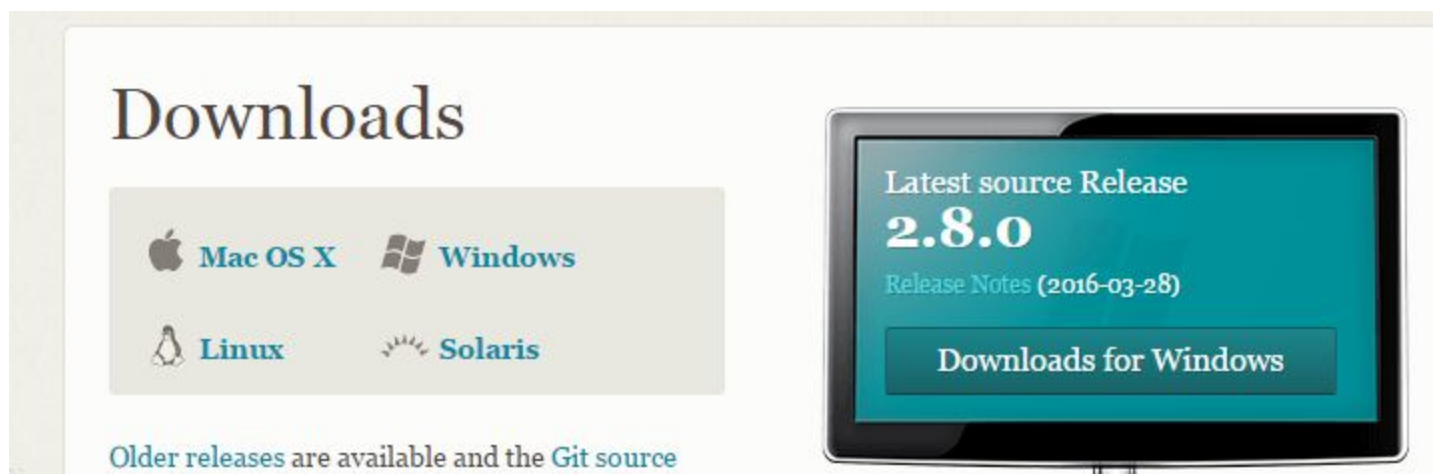 Downloads
Mac OS X
Windows
Linux
Solaris
Older releases are available and the Git source
Latest source Release
2.8.0
Release Notes (2016-03-28)
Downloads for Windows